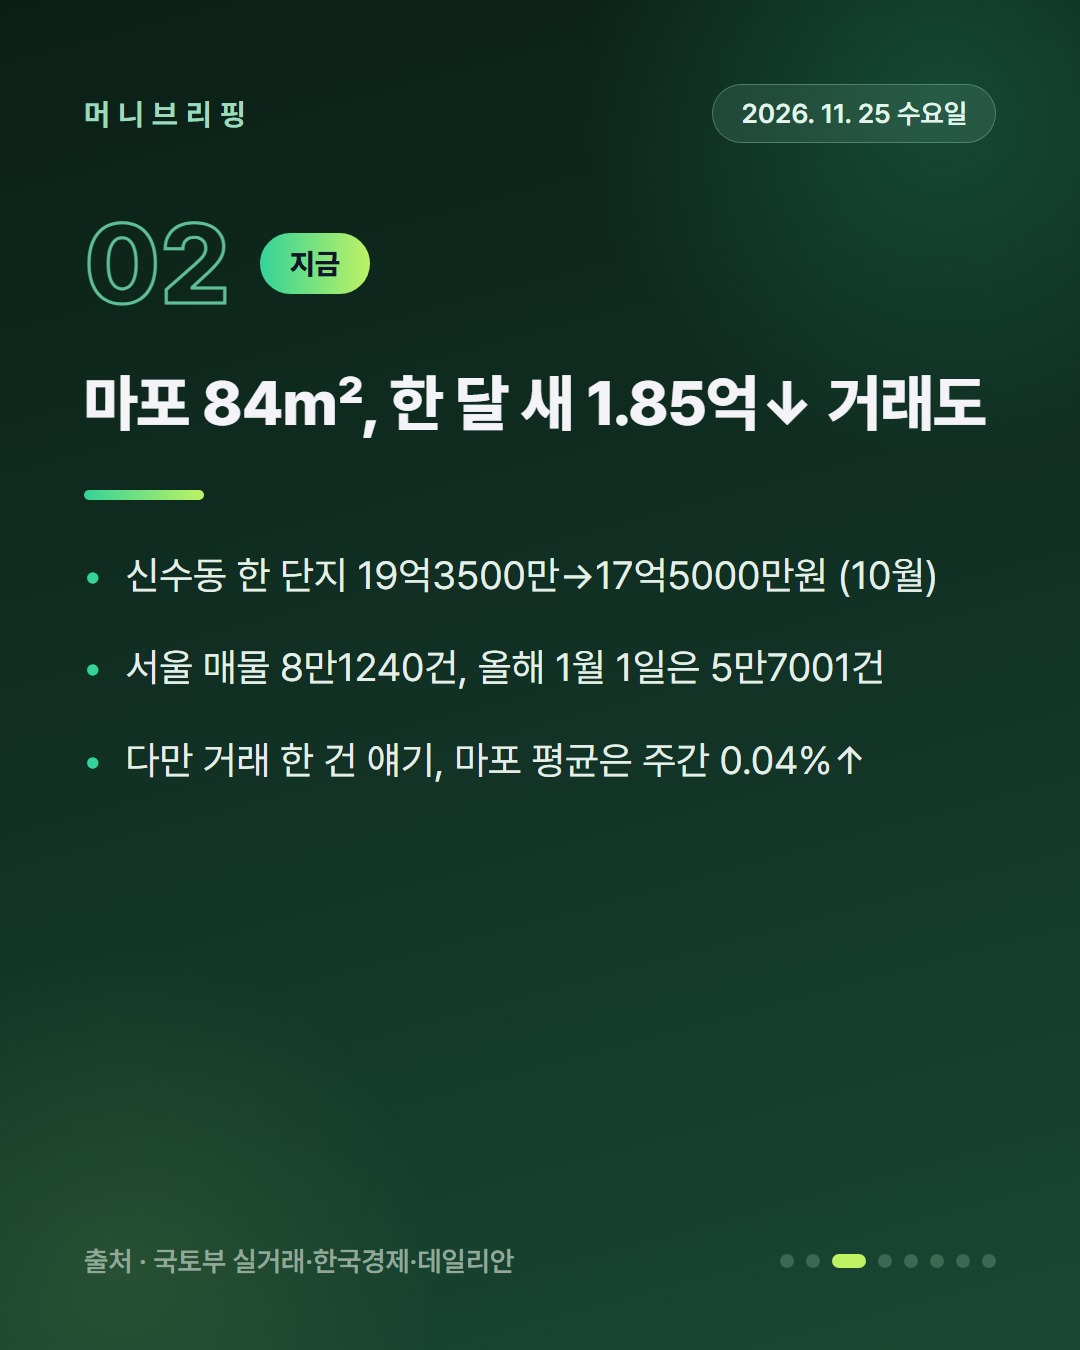 머니브리핑
2026. 11. 25 수요일
02
지금
마포 84m², 한 달 새 1.85억↓ 거래도
• 신수동 한 단지 19억3500만→17억5000만원 (10월)
• 서울 매물 8만1240건, 올해 1월 1일은 5만7001건
• 다만 거래 한 건 얘기, 마포 평균은 주간 0.04%↑
출처 · 국토부 실거래·한국경제·데일리안